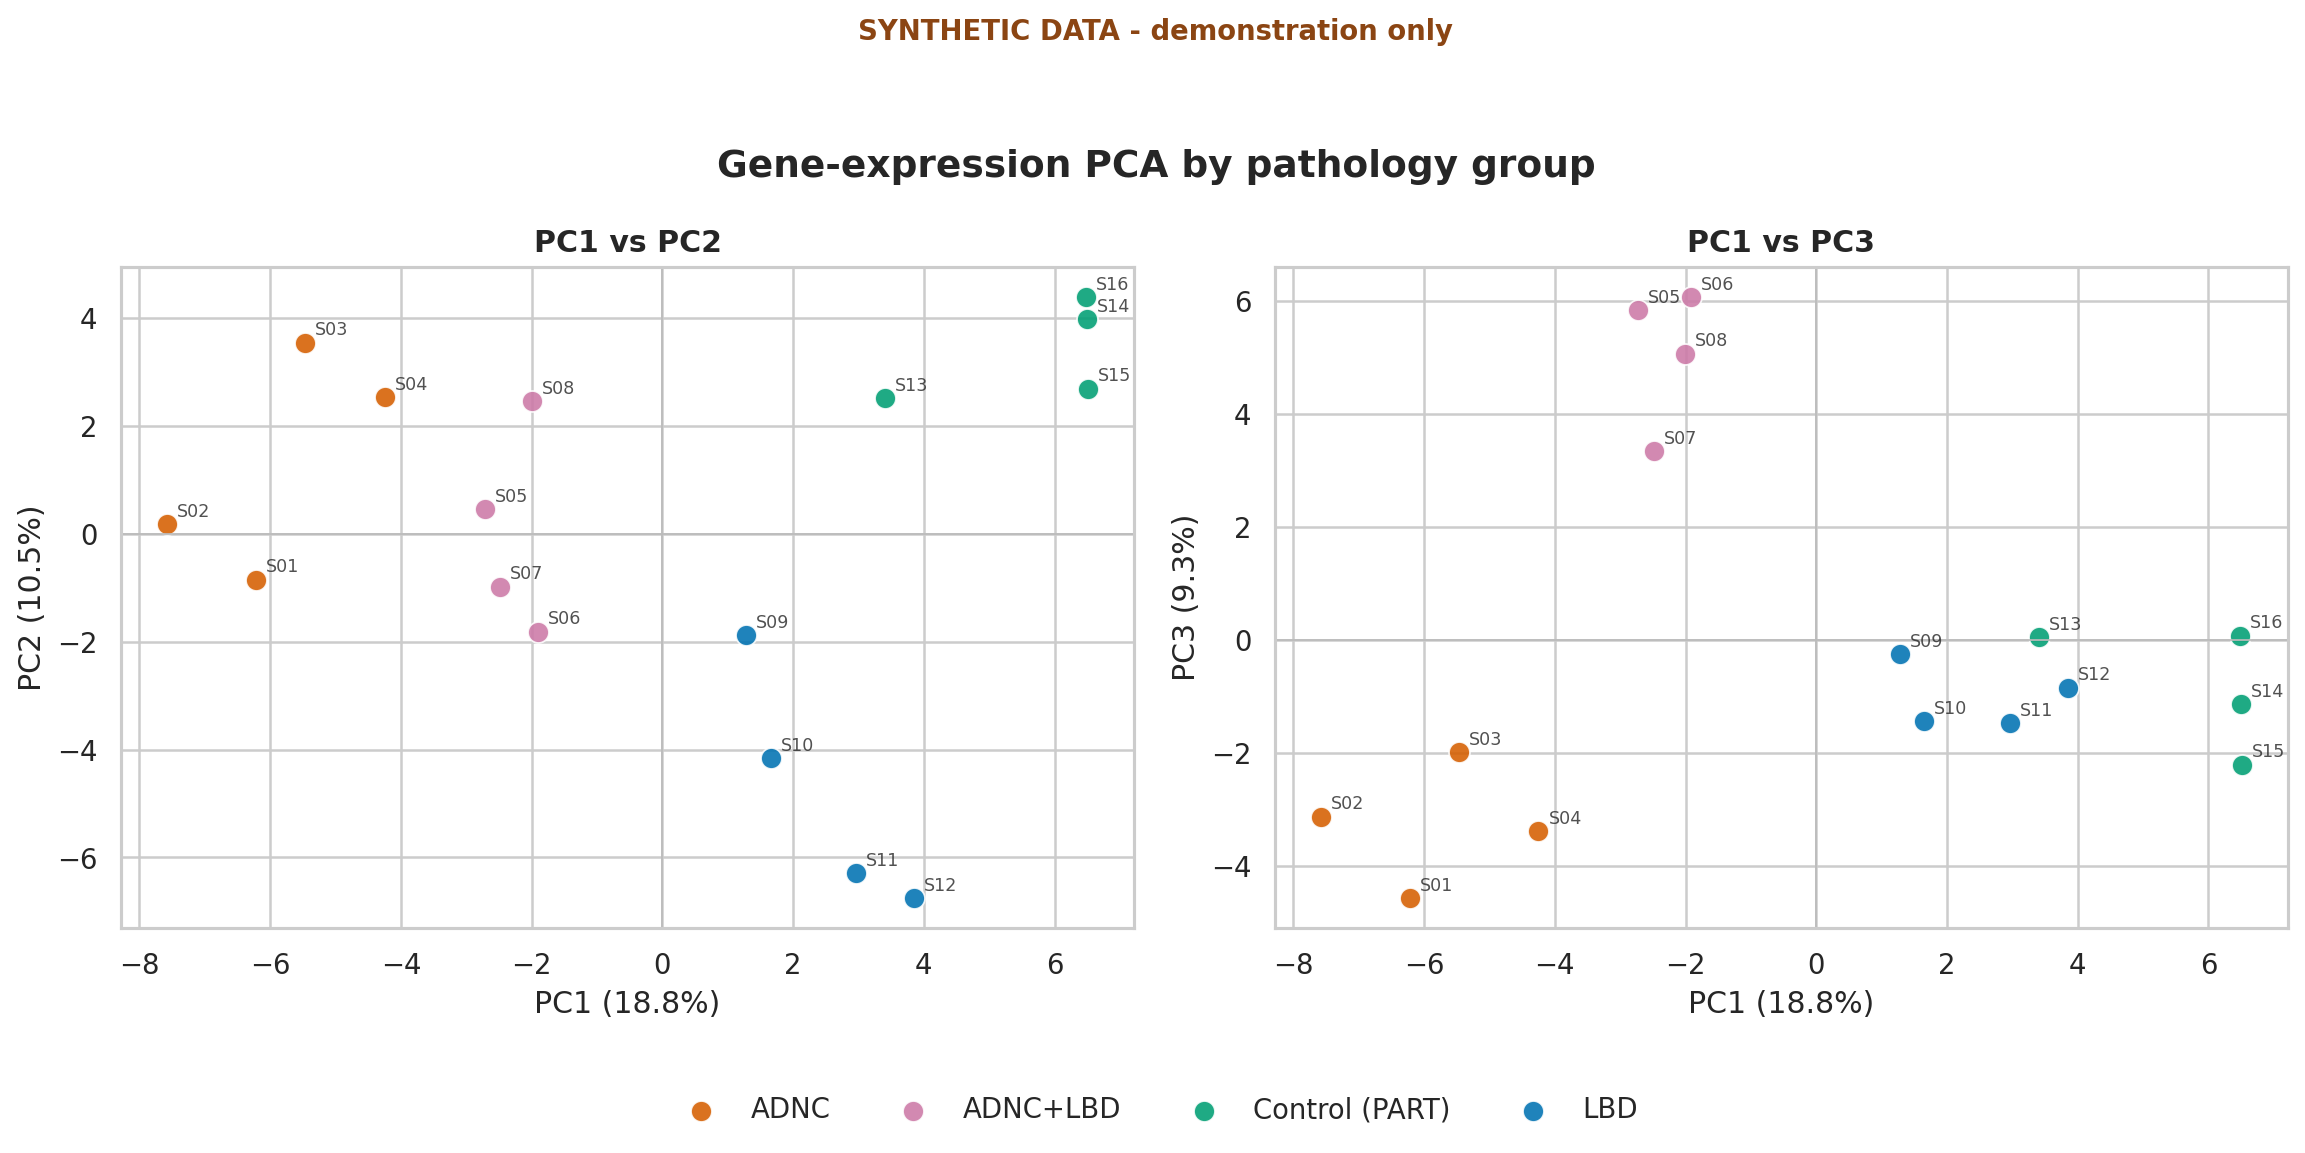 SYNTHETIC DATA - demonstration only
Gene-expression PCA by pathology group
PC1 vs PC2
S16
S14
S03
S04
S08
S13
S15
S02
S05
S01
S07
S06
S09
S10
S11
S12
4
2
0
−2
−4
−6
PC2 (10.5%)
−8
−6
−4
−2
0
2
4
6
PC1 (18.8%)
PC1 vs PC3
S06
S05
S08
S07
S13
S16
S09
S12
S14
S10
S11
S03
S15
S02
S04
S01
6
4
2
0
−2
−4
PC3 (9.3%)
−8
−6
−4
−2
0
2
4
6
PC1 (18.8%)
ADNC
ADNC+LBD
Control (PART)
LBD